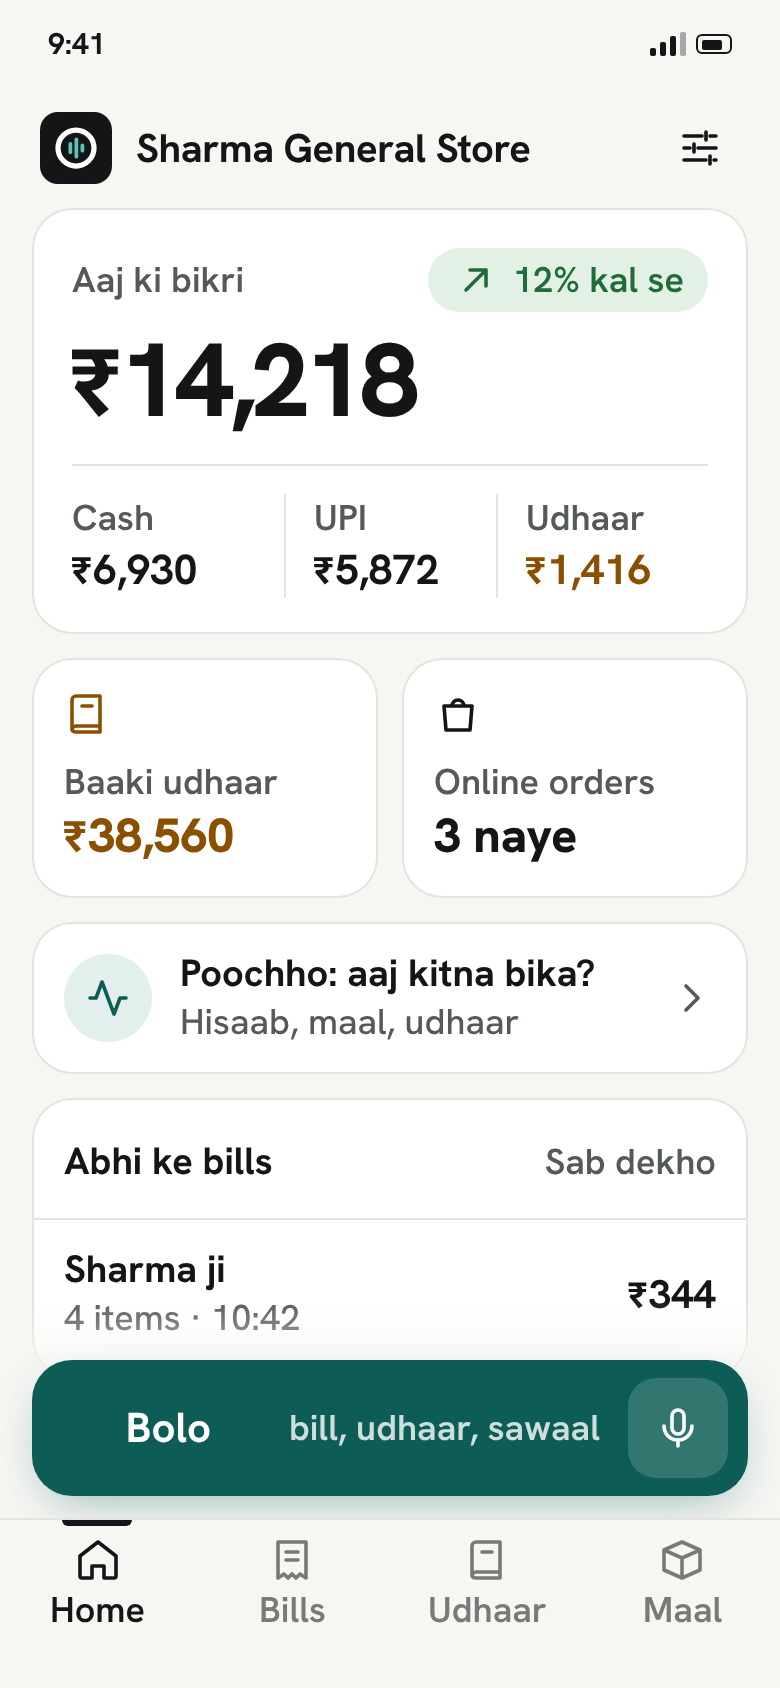 9:41
Sharma General Store
Aaj ki bikri
12% kal se
₹14,218
Cash UPI Udhaar
₹6,930 ₹5,872 ₹1,416
Baaki udhaar
₹38,560
Online orders
3 naye
Poochho: aaj kitna bika?
Hisaab, maal, udhaar
Abhi ke bills Sab dekho
Sharma ji
4 items · 10:42
₹344
Bolo bill, udhaar, sawaal
Home Bills Udhaar Maal